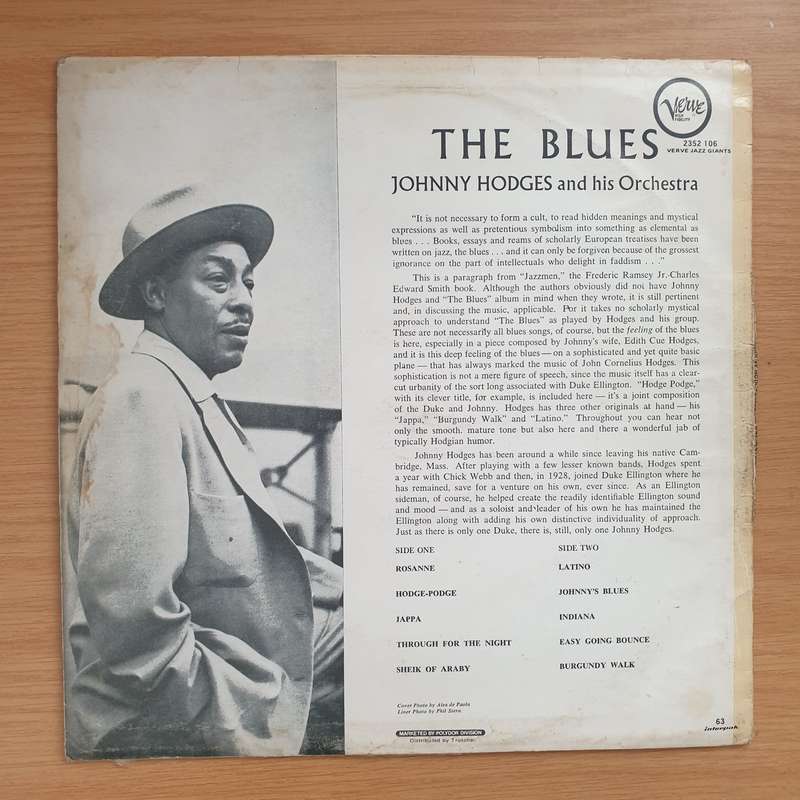 Verve
HIGH
FIDELITY
2352 106
VERVE JAZZ GIANTS
THE BLUES
JOHNNY HODGES and his Orchestra
"It is not necessary to form a cult, to read hidden meanings and mystical
expressions as well as pretentious symbolism into something as elemental as
blues . . . Books, essays and reams of scholarly European treatises have been
written on jazz, the blues . . . and it can only be forgiven because of the grossest
ignorance on the part of intellectuals who delight in faddism . . ."
This is a paragraph from "Jazzmen," the Frederic Ramsey Jr.-Charles
Edward Smith book. Although the authors obviously did not have Johnny
Hodges and "The Blues" album in mind when they wrote, it is still pertinent
and, in discussing the music, applicable. For it takes no scholarly mystical
approach to understand "The Blues" as played by Hodges and his group.
These are not necessarily all blues songs, of course, but the feeling of the blues
is here, especially in a piece composed by Johnny's wife, Edith Cue Hodges,
and it is this deep feeling of the blues — on a sophisticated and yet quite basic
plane — that has always marked the music of John Cornelius Hodges. This
sophistication is not a mere figure of speech, since the music itself has a clear-
cut urbanity of the sort long associated with Duke Ellington. "Hodge Podge,"
with its clever title, for example, is included here — it's a joint composition
of the Duke and Johnny. Hodges has three other originals at hand — his
"Jappa," "Burgundy Walk" and "Latino." Throughout you can hear not
only the smooth, mature tone but also here and there a wonderful jab of
typically Hodgian humor.
Johnny Hodges has been around a while since leaving his native Cam-
bridge, Mass. After playing with a few lesser known bands, Hodges spent
a year with Chick Webb and then, in 1928, joined Duke Ellington where he
has remained, save for a venture on his own, ever since. As an Ellington
sideman, of course, he helped create the readily identifiable Ellington sound
and mood — and as a soloist and leader of his own he has maintained the
Ellington along with adding his own distinctive individuality of approach.
Just as there is only one Duke, there is, still, only one Johnny Hodges.
SIDE ONE
ROSANNE
HODGE-PODGE
JAPPA
THROUGH FOR THE NIGHT
SHEIK OF ARABY
SIDE TWO
LATINO
JOHNNY'S BLUES
INDIANA
EASY GOING BOUNCE
BURGUNDY WALK
Cover Photo by Alex de Paola
Liner Photo by Phil Stern
MARKETED BY POLYDOR DIVISION
Distributed by Trutone
63
interpak